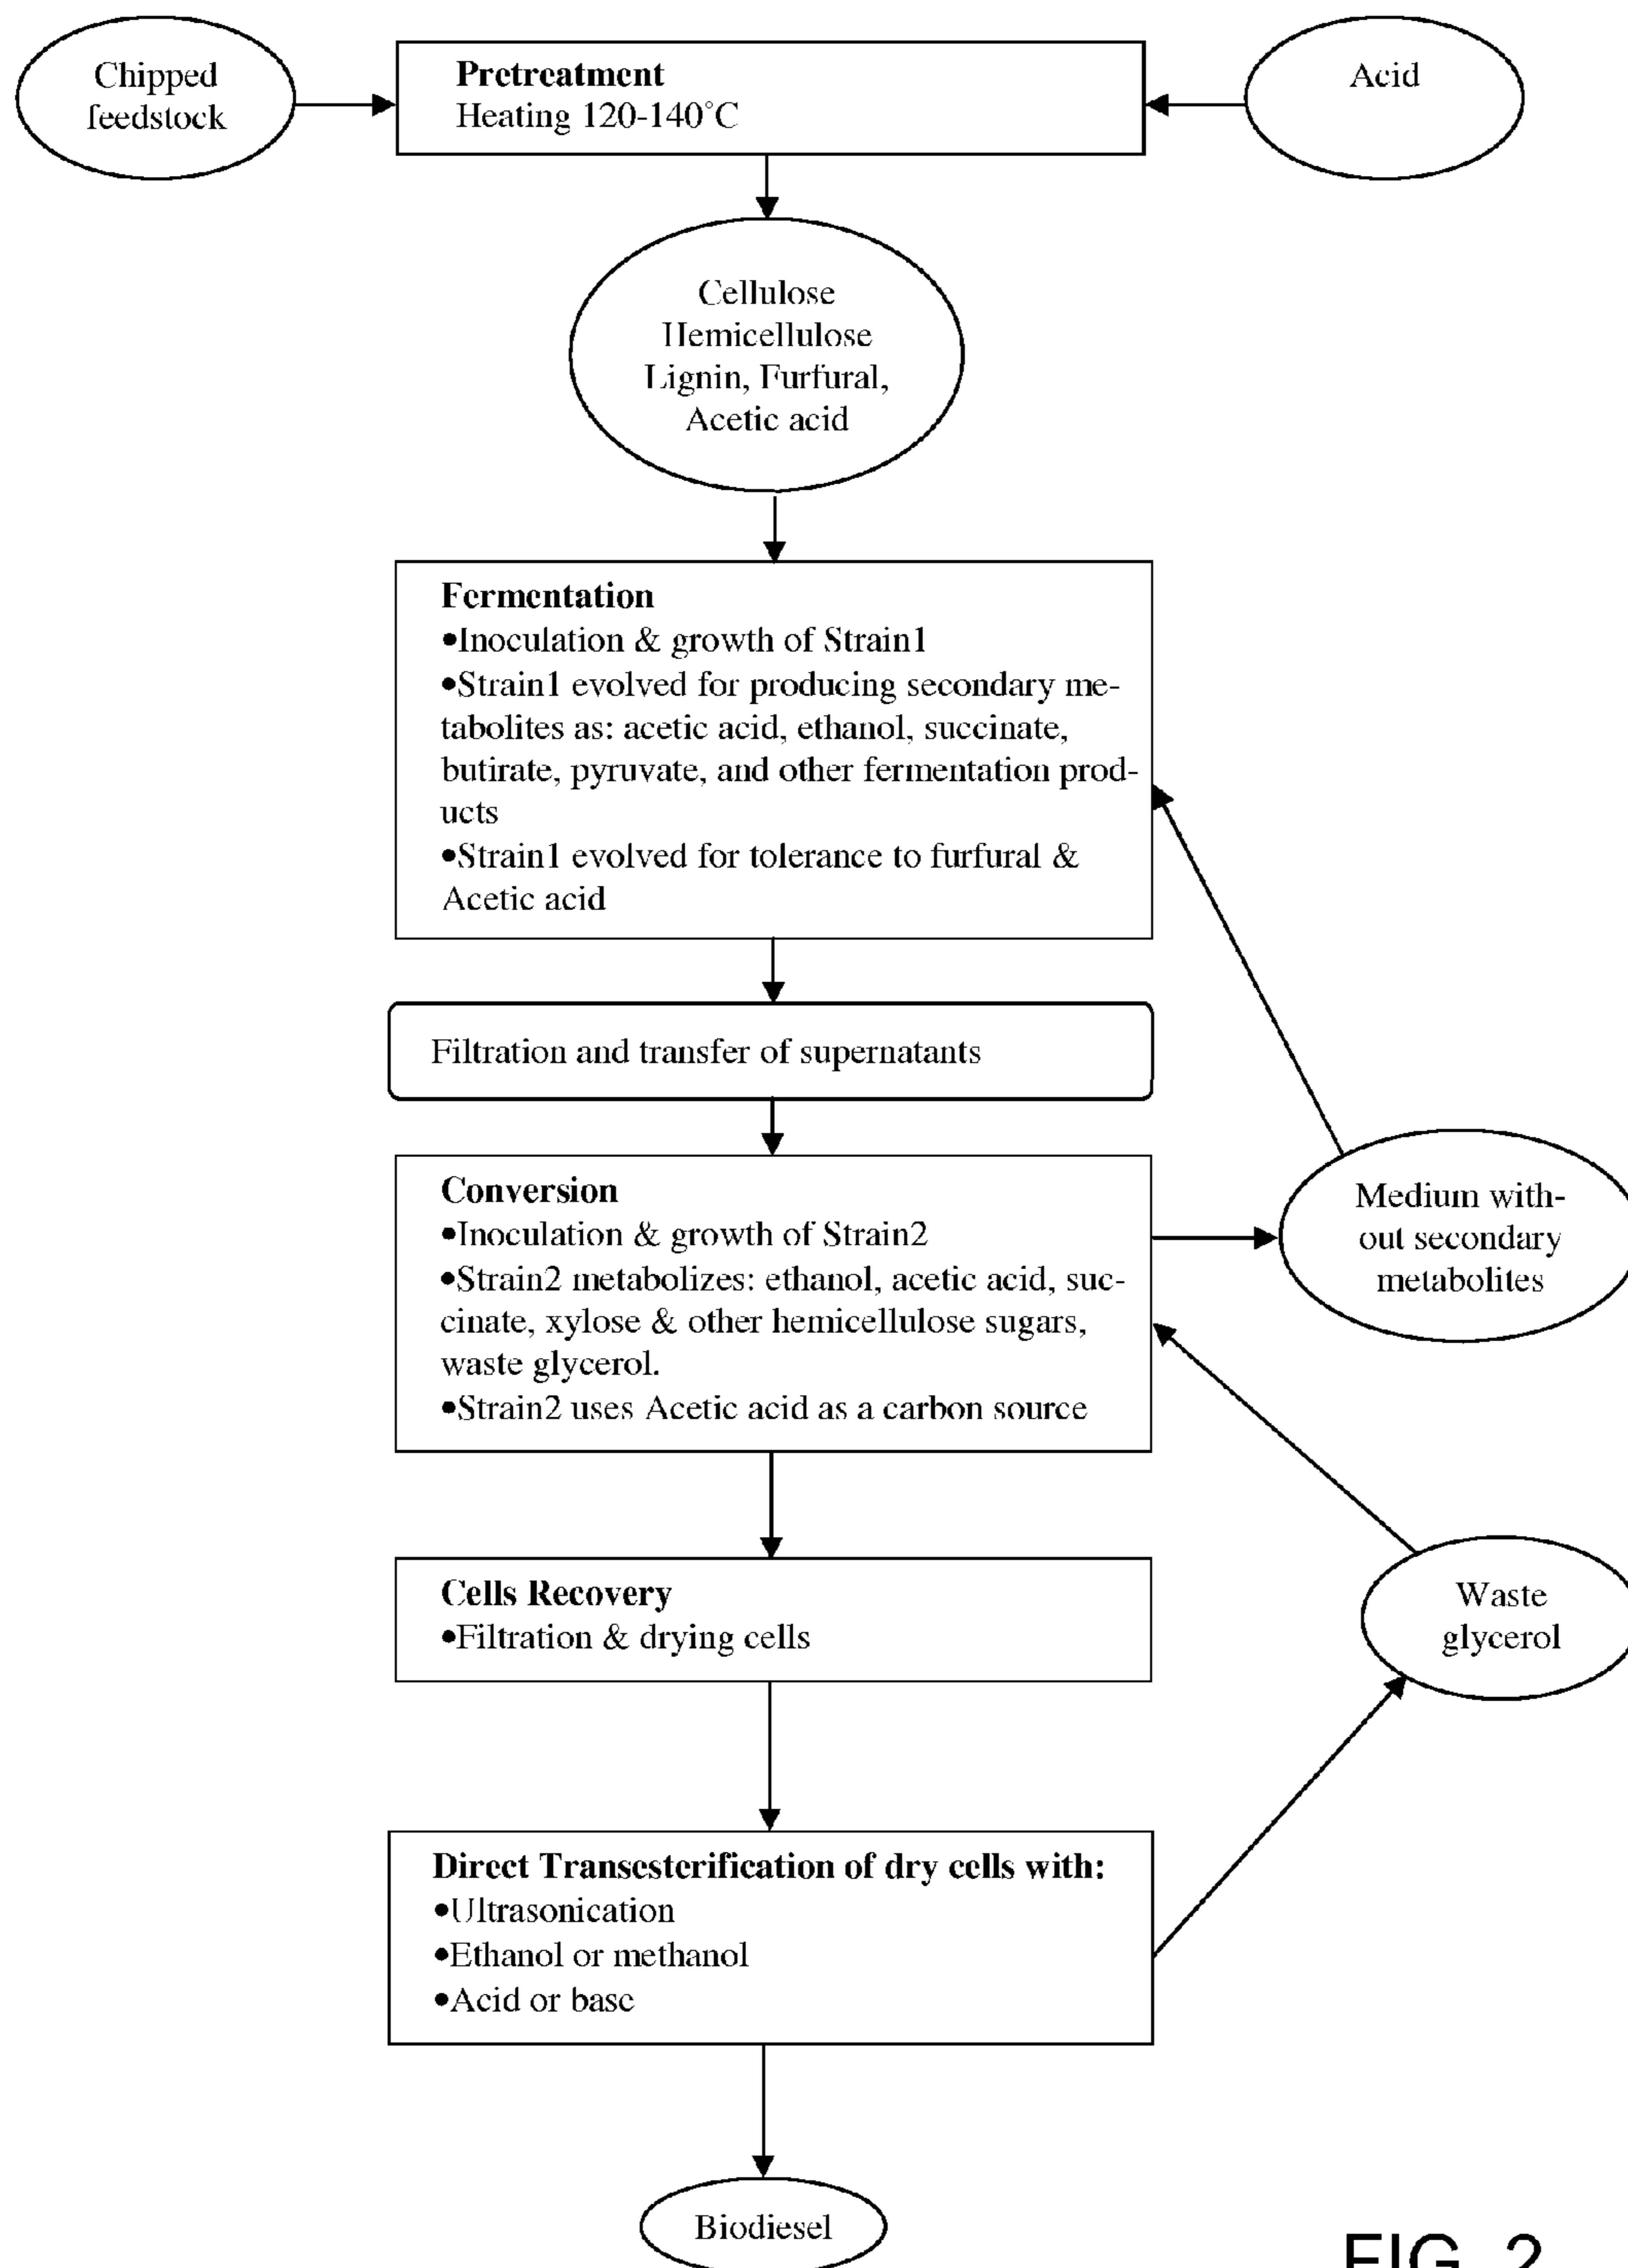 Chipped
feedstock
Pretreatment
Heating 120-140°C
Acid
Cellulose
Hemicellulose
Lignin, Furfural,
Acetic acid
Fermentation
•Inoculation & growth of Strain1
•Strain1 evolved for producing secondary me-
tabolites as: acetic acid, ethanol, succinate,
butirate, pyruvate, and other fermentation prod-
ucts
•Strain1 evolved for tolerance to furfural &
Acetic acid
Filtration and transfer of supernatants
Conversion
•Inoculation & growth of Strain2
•Strain2 metabolizes: ethanol, acetic acid, suc-
cinate, xylose & other hemicellulose sugars,
waste glycerol.
•Strain2 uses Acetic acid as a carbon source
Medium with-
out secondary
metabolites
Cells Recovery
•Filtration & drying cells
Waste
glycerol
Direct Transesterification of dry cells with:
•Ultrasonication
•Ethanol or methanol
•Acid or base
Biodiesel
FIG. 2